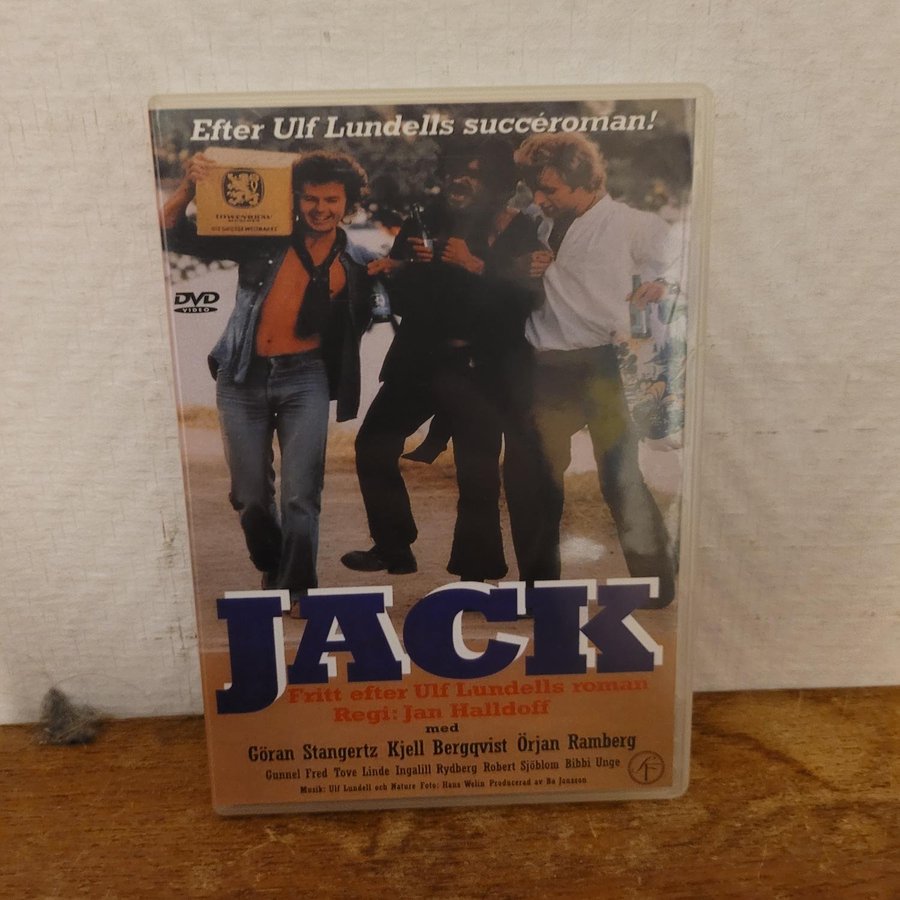 Efter Ulf Lundells succéroman!
LÖWENBRÄU
DVD
VIDEO
JACK
Fritt efter Ulf Lundells roman
Regi: Jan Halldoff
med
Göran Stangertz Kjell Bergqvist Örjan Ramberg
Gunnel Fred Tove Linde Ingalill Rydberg Robert Sjöblom Bibbi Unge
Musik: Ulf Lundell och Nature Foto: Hans Welin Producerad av Bo Jonsson